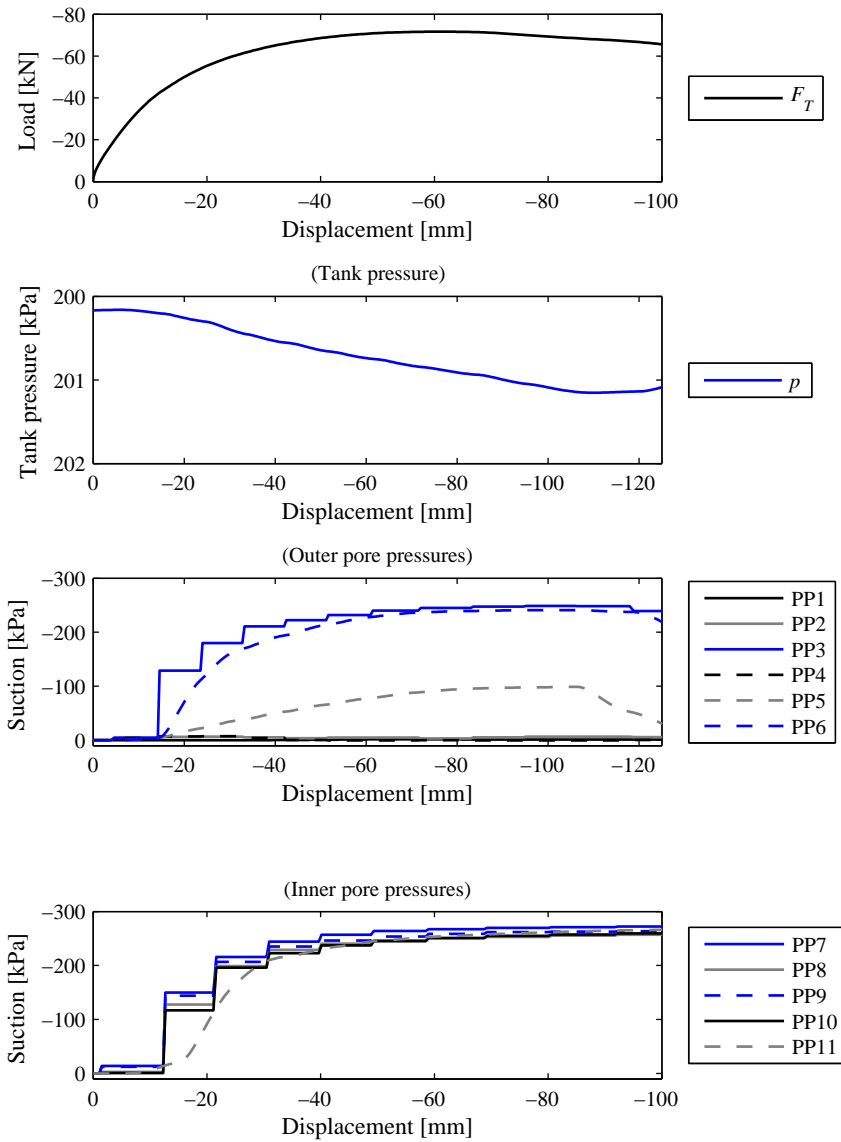 −80
−60
−40
−20
0
Load [kN]
0 −20 −40 −60 −80 −100
Displacement [mm]
F_T
(Tank pressure)
200
201
202
Tank pressure [kPa]
0 −20 −40 −60 −80 −100 −120
Displacement [mm]
p
(Outer pore pressures)
−300
−200
−100
0
Suction [kPa]
0 −20 −40 −60 −80 −100 −120
Displacement [mm]
PP1
PP2
PP3
PP4
PP5
PP6
(Inner pore pressures)
−300
−200
−100
0
Suction [kPa]
0 −20 −40 −60 −80 −100
Displacement [mm]
PP7
PP8
PP9
PP10
PP11